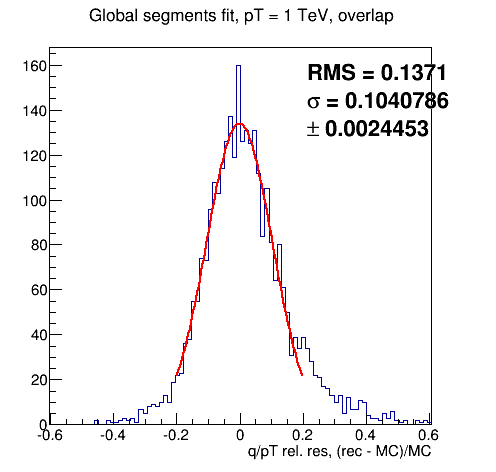 Global segments fit, pT = 1 TeV, overlap
RMS = 0.1371
σ = 0.1040786
± 0.0024453
160
140
120
100
80
60
40
20
0
-0.6 -0.4 -0.2 0 0.2 0.4 0.6
q/pT rel. res, (rec - MC)/MC